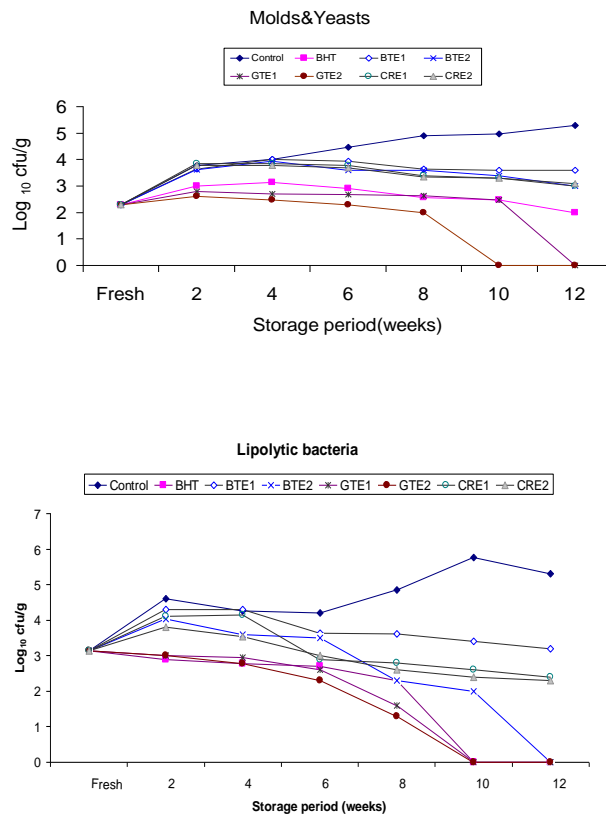 Molds&Yeasts
Control BHT BTE1 BTE2
GTE1 GTE2 CRE1 CRE2
6
5
4
3
2
1
0
Log 10 cfu/g
Fresh 2 4 6 8 10 12
Storage period(weeks)
Lipolytic bacteria
Control BHT BTE1 BTE2 GTE1 GTE2 CRE1 CRE2
7
6
5
4
3
2
1
0
Log10 cfu/g
Fresh 2 4 6 8 10 12
Storage period (weeks)